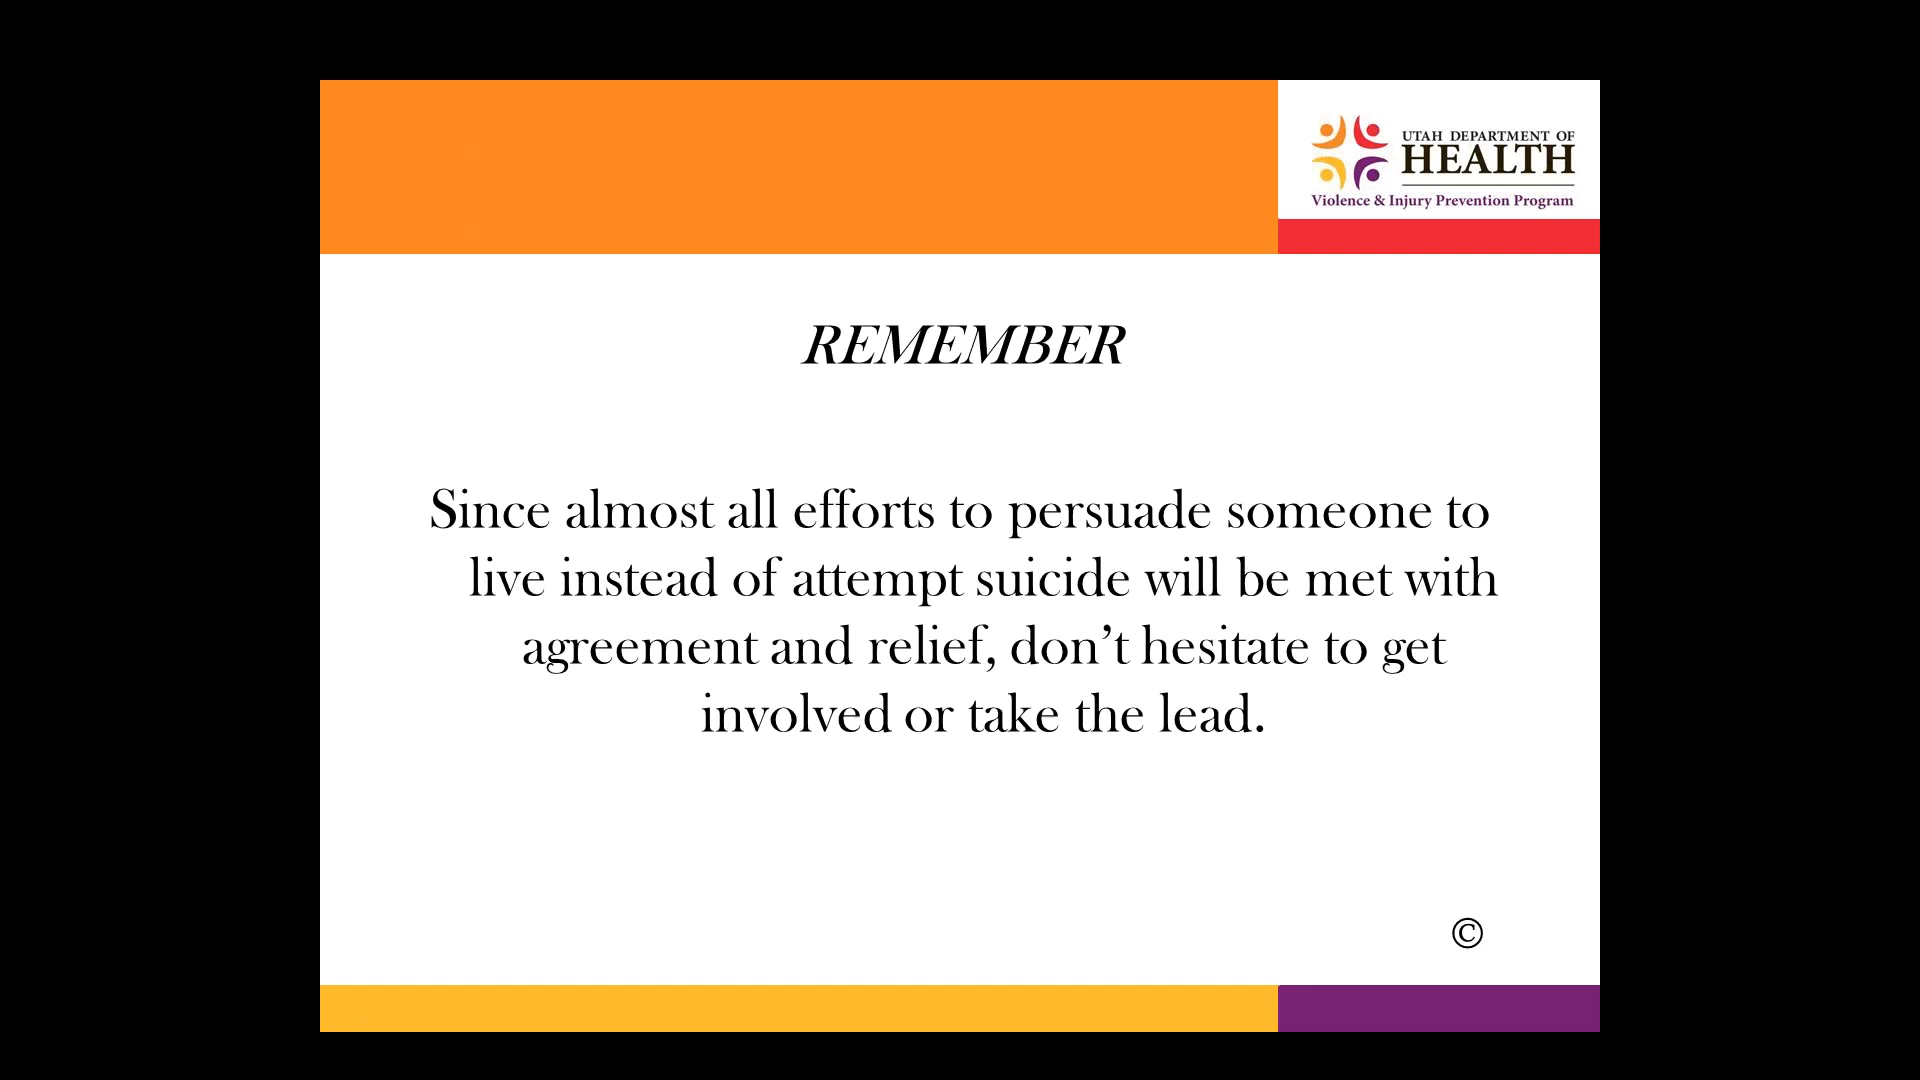 UTAH DEPARTMENT OF
HEALTH
Violence & Injury Prevention Program
REMEMBER
Since almost all efforts to persuade someone to
live instead of attempt suicide will be met with
agreement and relief, don’t hesitate to get
involved or take the lead.
©